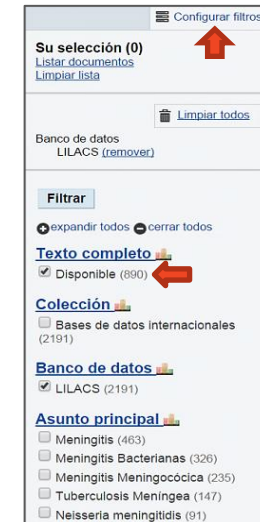 Configurar filtros
Su selección (0)
Listar documentos
Limpiar lista
Limpiar todos
Banco de datos
LILACS (remover)
Filtrar
expandir todos cerrar todos
Texto completo
Disponible (890)
Colección
Bases de datos internacionales
(2191)
Banco de datos
LILACS (2191)
Asunto principal
Meningitis (463)
Meningitis Bacterianas (326)
Meningitis Meningocócica (235)
Tuberculosis Meníngea (147)
Neisseria meningitidis (91)